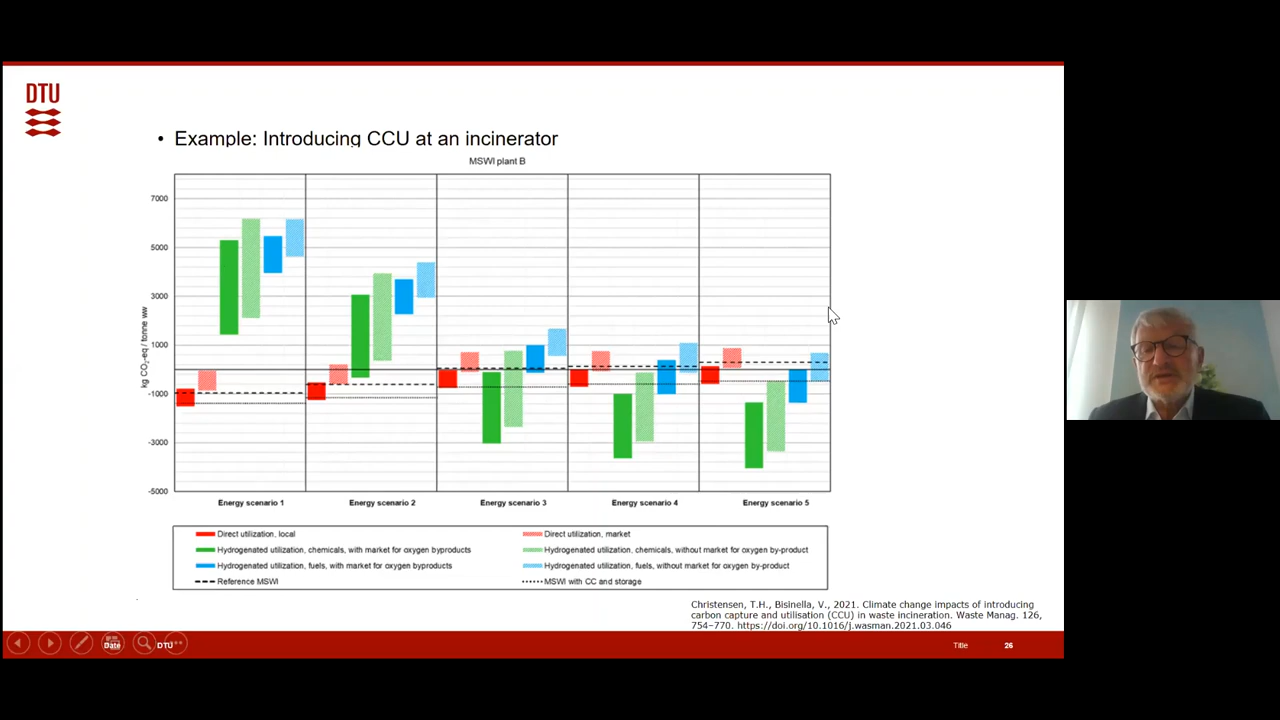 DTU
• Example: Introducing CCU at an incinerator
MSWI plant B
kg CO2-eq / tonne ww
7000
5000
3000
1000
-1000
-3000
-5000
Energy scenario 1
Energy scenario 2
Energy scenario 3
Energy scenario 4
Energy scenario 5
Direct utilization, local
Direct utilization, market
Hydrogenated utilization, chemicals, with market for oxygen byproducts
Hydrogenated utilization, chemicals, without market for oxygen by-product
Hydrogenated utilization, fuels, with market for oxygen byproducts
Hydrogenated utilization, fuels, without market for oxygen by-product
Reference MSWI
MSWI with CC and storage
Christensen, T.H., Bisinella, V., 2021. Climate change impacts of introducing
carbon capture and utilisation (CCU) in waste incineration. Waste Manag. 126,
754–770. https://doi.org/10.1016/j.wasman.2021.03.046
Date
DTU
Title
26